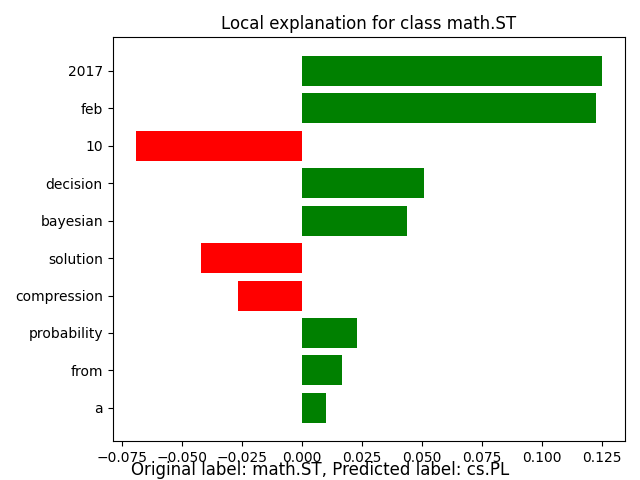 Local explanation for class math.ST
2017
feb
10
decision
bayesian
solution
compression
probability
from
a
−0.075 −0.050 −0.025 0.000 0.025 0.050 0.075 0.100 0.125
Original label: math.ST, Predicted label: cs.PL